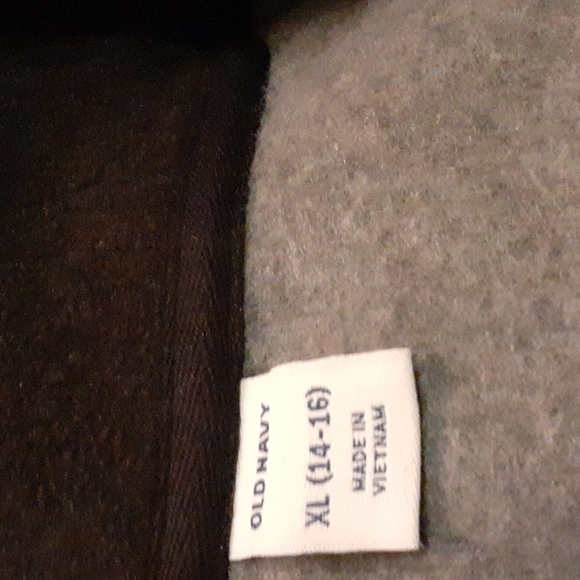 OLD NAVY
XL (14-16)
MADE IN
VIETNAM